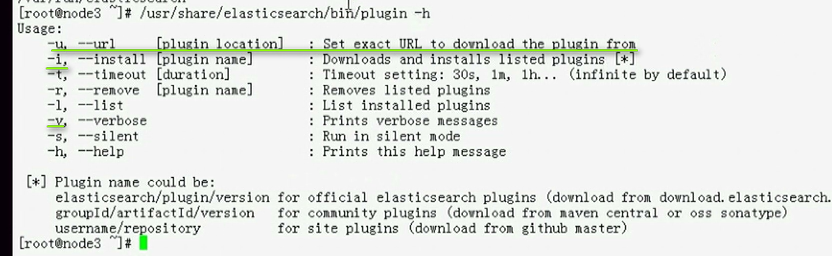 [root@node3 ~]# /usr/share/elasticsearch/bin/plugin -h
Usage:
-u, --url [plugin location] : Set exact URL to download the plugin from
-i, --install [plugin name] : Downloads and installs listed plugins [*]
-t, --timeout [duration] : Timeout setting: 30s, 1m, 1h... (infinite by default)
-r, --remove [plugin name] : Removes listed plugins
-l, --list : List installed plugins
-v, --verbose : Prints verbose messages
-s, --silent : Run in silent mode
-h, --help : Prints this help message
[*] Plugin name could be:
elasticsearch/plugin/version for official elasticsearch plugins (download from download.elasticsearch.
groupId/artifactId/version for community plugins (download from maven central or oss sonatype)
username/repository for site plugins (download from github master)
[root@node3 ~]#